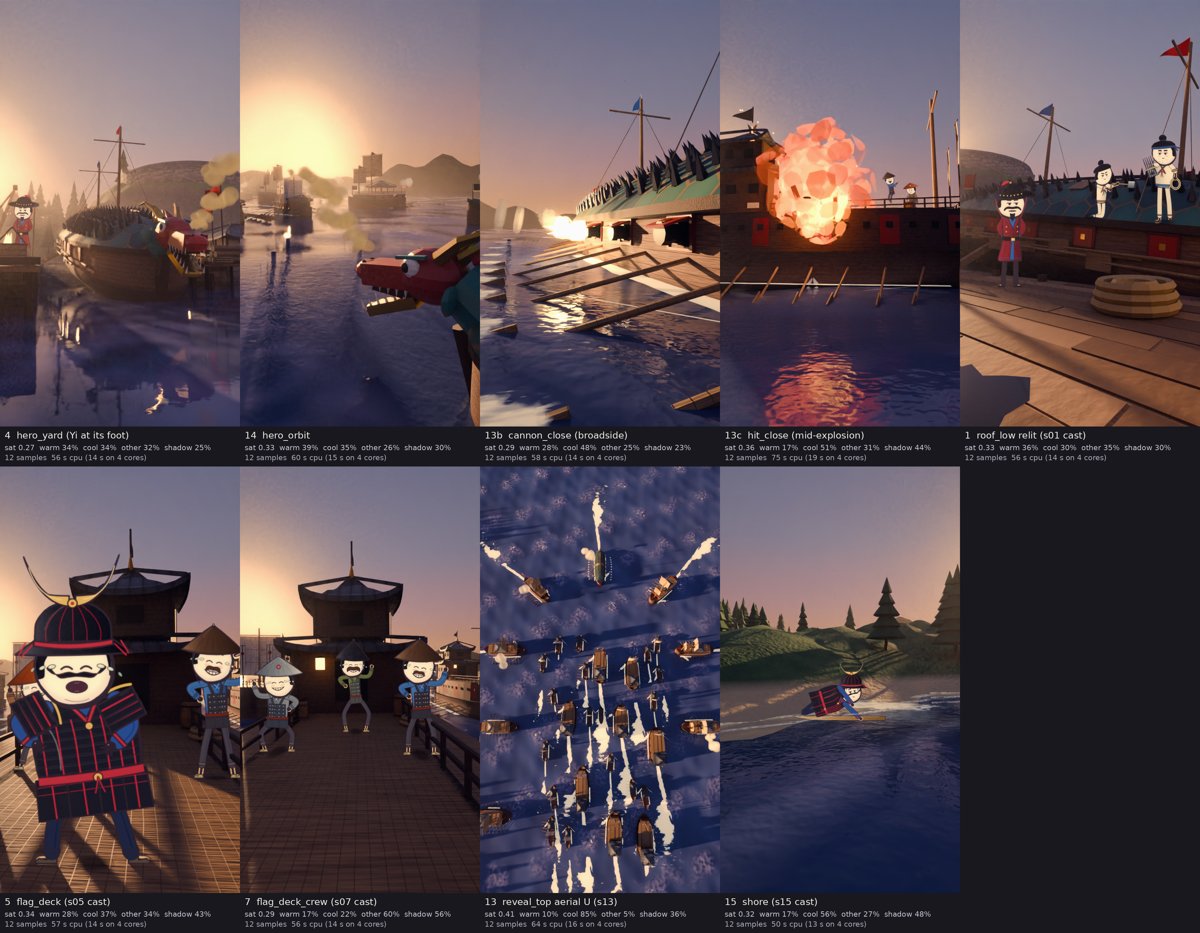 4 hero_yard (Yi at its foot)
sat 0.27 warm 34% cool 34% other 32% shadow 25%
12 samples 56 s cpu (14 s on 4 cores)
14 hero_orbit
sat 0.33 warm 39% cool 35% other 26% shadow 30%
12 samples 60 s cpu (15 s on 4 cores)
13b cannon_close (broadside)
sat 0.29 warm 28% cool 48% other 25% shadow 23%
12 samples 58 s cpu (14 s on 4 cores)
13c hit_close (mid-explosion)
sat 0.36 warm 17% cool 51% other 31% shadow 44%
12 samples 75 s cpu (19 s on 4 cores)
1 roof_low relit (s01 cast)
sat 0.33 warm 36% cool 30% other 35% shadow 30%
12 samples 56 s cpu (14 s on 4 cores)
5 flag_deck (s05 cast)
sat 0.34 warm 28% cool 37% other 34% shadow 43%
12 samples 57 s cpu (14 s on 4 cores)
7 flag_deck_crew (s07 cast)
sat 0.29 warm 17% cool 22% other 60% shadow 56%
12 samples 56 s cpu (14 s on 4 cores)
13 reveal_top aerial U (s13)
sat 0.41 warm 10% cool 85% other 5% shadow 36%
12 samples 64 s cpu (16 s on 4 cores)
15 shore (s15 cast)
sat 0.32 warm 17% cool 56% other 27% shadow 48%
12 samples 50 s cpu (13 s on 4 cores)